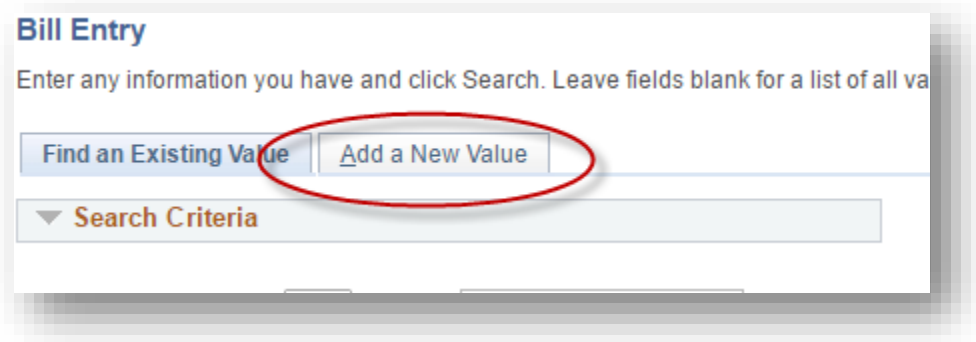 Bill Entry
Enter any information you have and click Search. Leave fields blank for a list of all va
Find an Existing Value Add a New Value
Search Criteria